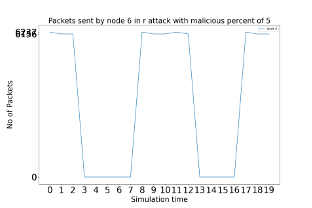 Packets sent by node 6 in r attack with malicious percent of 5
No of Packets
0
0 1 2 3 4 5 6 7 8 9 10 11 12 13 14 15 16 17 18 19
Simulation time